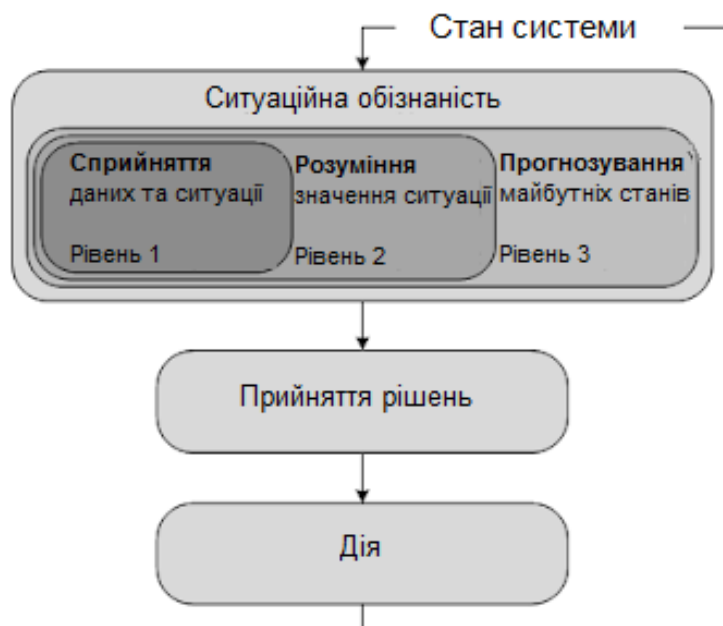 Стан системи
Ситуаційна обізнаність
Сприйняття
даних та ситуації
Рівень 1
Розуміння
значення ситуації
Рівень 2
Прогнозування
майбутніх станів
Рівень 3
Прийняття рішень
Дія